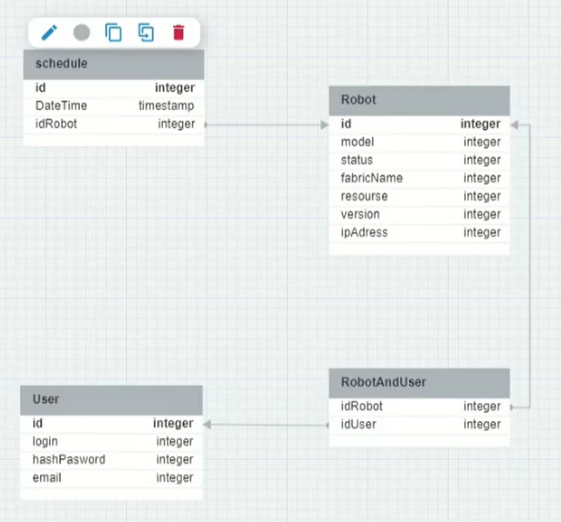 schedule
id integer
DateTime timestamp
idRobot integer
Robot
id integer
model integer
status integer
fabricName integer
resourse integer
version integer
ipAdress integer
User
id integer
login integer
hashPasword integer
email integer
RobotAndUser
idRobot integer
idUser integer